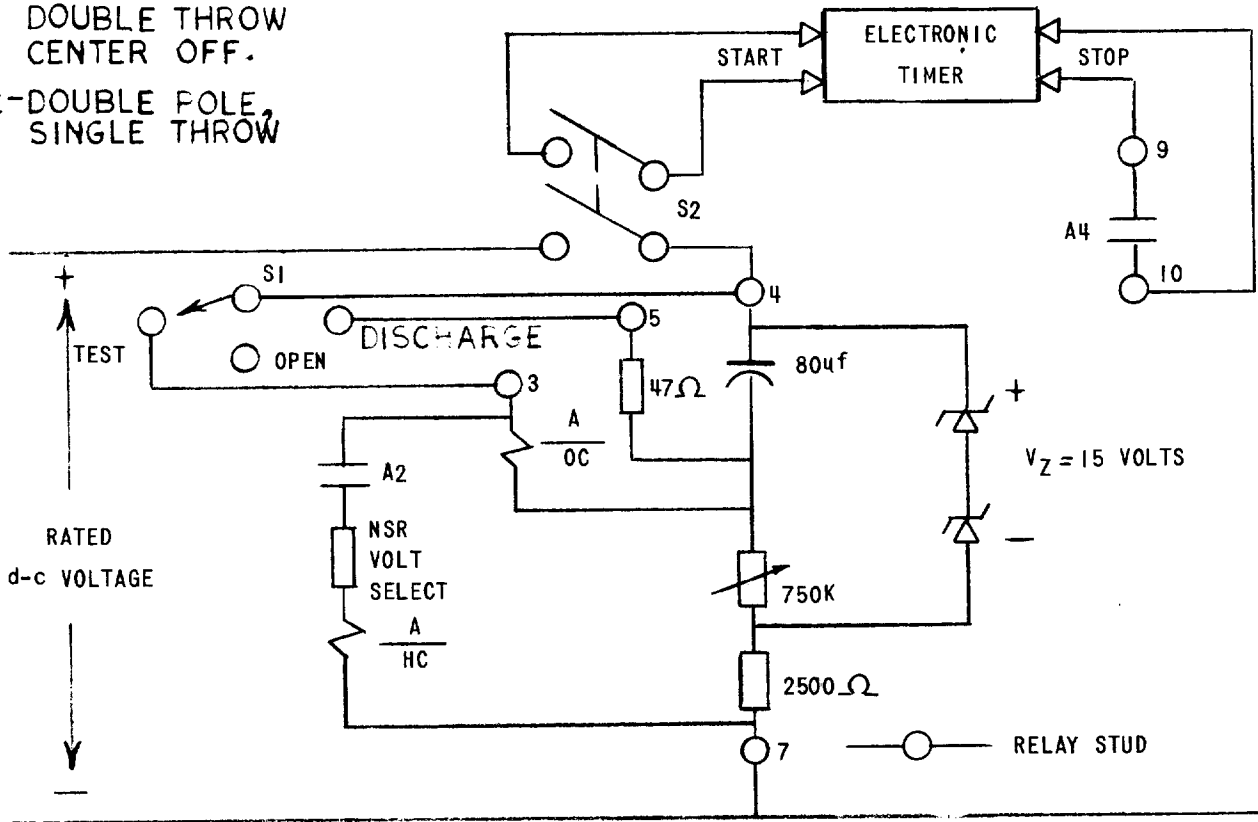 DOUBLE THROW
CENTER OFF.
-DOUBLE POLE,
SINGLE THROW
ELECTRONIC
TIMER
START
STOP
9
S2
A4
10
+
S1
4
5
TEST
DISCHARGE
OPEN
80uf
3
47Ω
+
A
OC
A2
V_Z = 15 VOLTS
NSR
VOLT
SELECT
RATED
d-c VOLTAGE
—
750K
A
HC
2500Ω
7
RELAY STUD
—